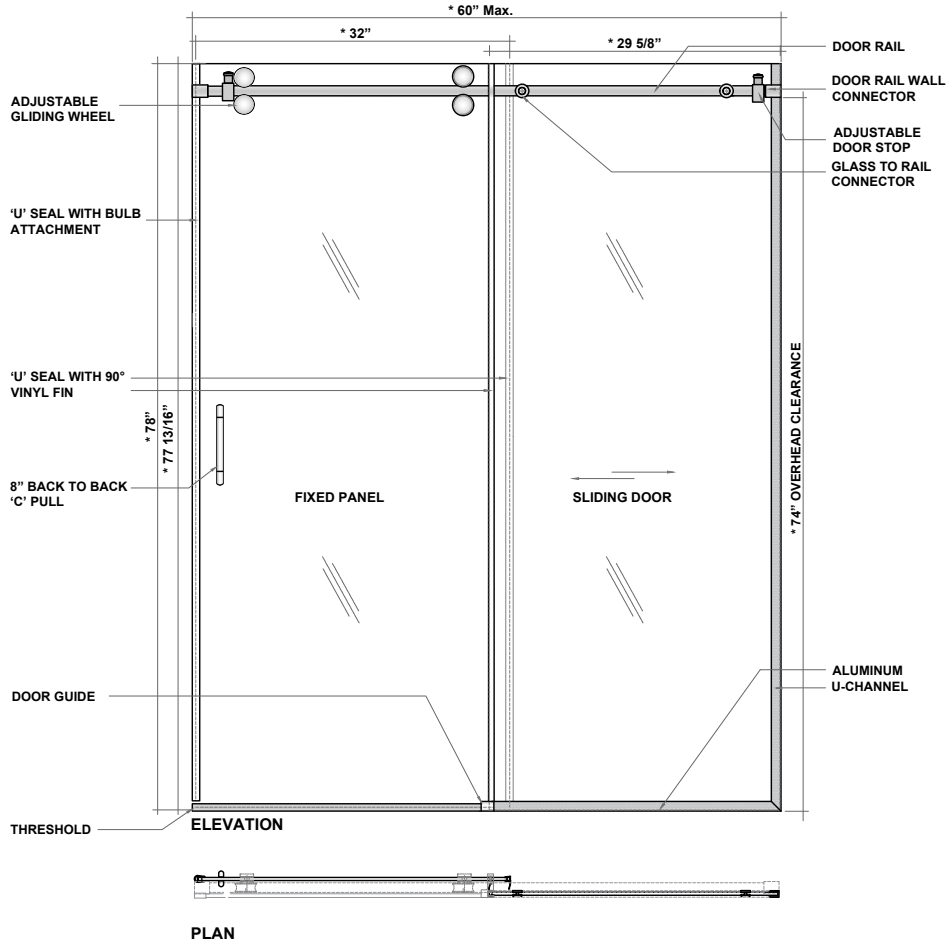 * 60” Max.
* 32”
* 29 5/8”
DOOR RAIL
DOOR RAIL WALL
CONNECTOR
ADJUSTABLE
GLIDING WHEEL
ADJUSTABLE
DOOR STOP
GLASS TO RAIL
CONNECTOR
‘U’ SEAL WITH BULB
ATTACHMENT
‘U’ SEAL WITH 90°
VINYL FIN
* 78”
* 77 13/16”
* 74” OVERHEAD CLEARANCE
8” BACK TO BACK
‘C’ PULL
FIXED PANEL
SLIDING DOOR
DOOR GUIDE
ALUMINUM
U-CHANNEL
THRESHOLD
ELEVATION
PLAN